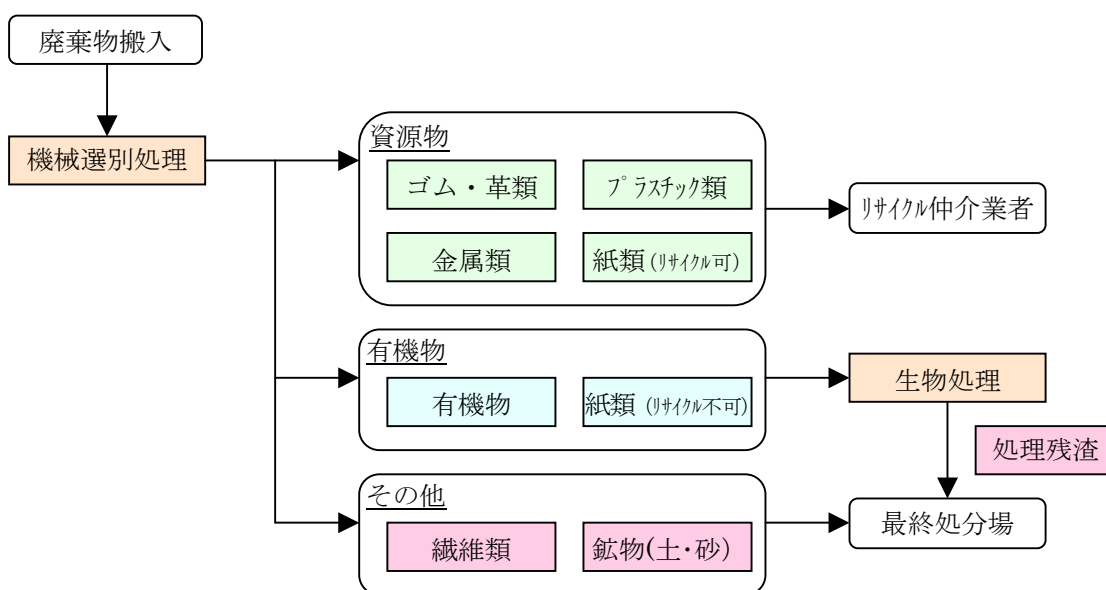 廃棄物搬入
機械選別処理
資源物
ゴム・革類
プラスチック類
金属類
紙類(リサイクル可)
リサイクル仲介業者
有機物
有機物
紙類(リサイクル不可)
生物処理
処理残渣
その他
繊維類
鉱物(土・砂)
最終処分場